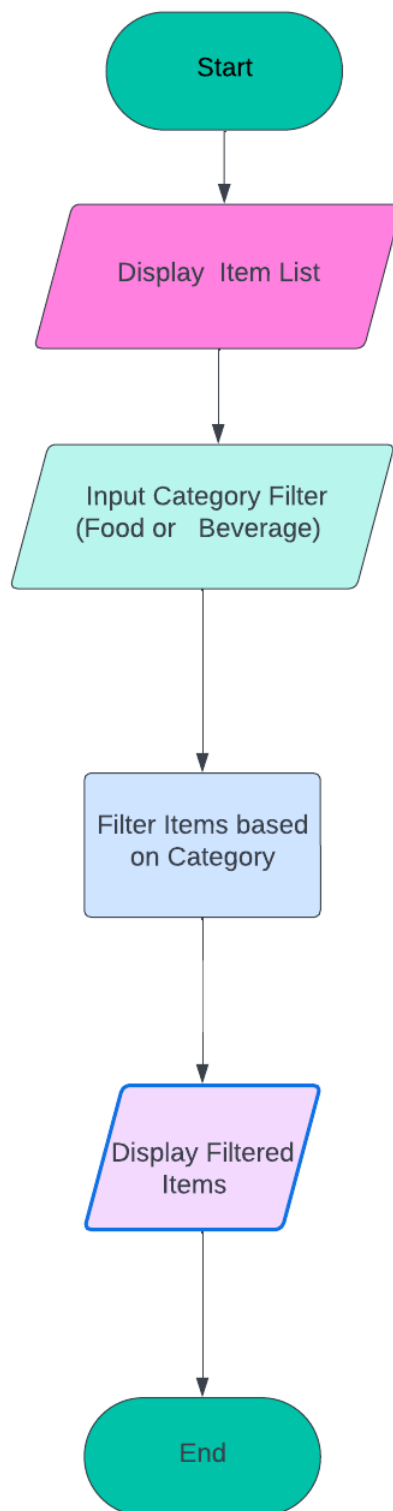 Start
Display Item List
Input Category Filter
(Food or Beverage)
Filter Items based
on Category
Display Filtered
Items
End